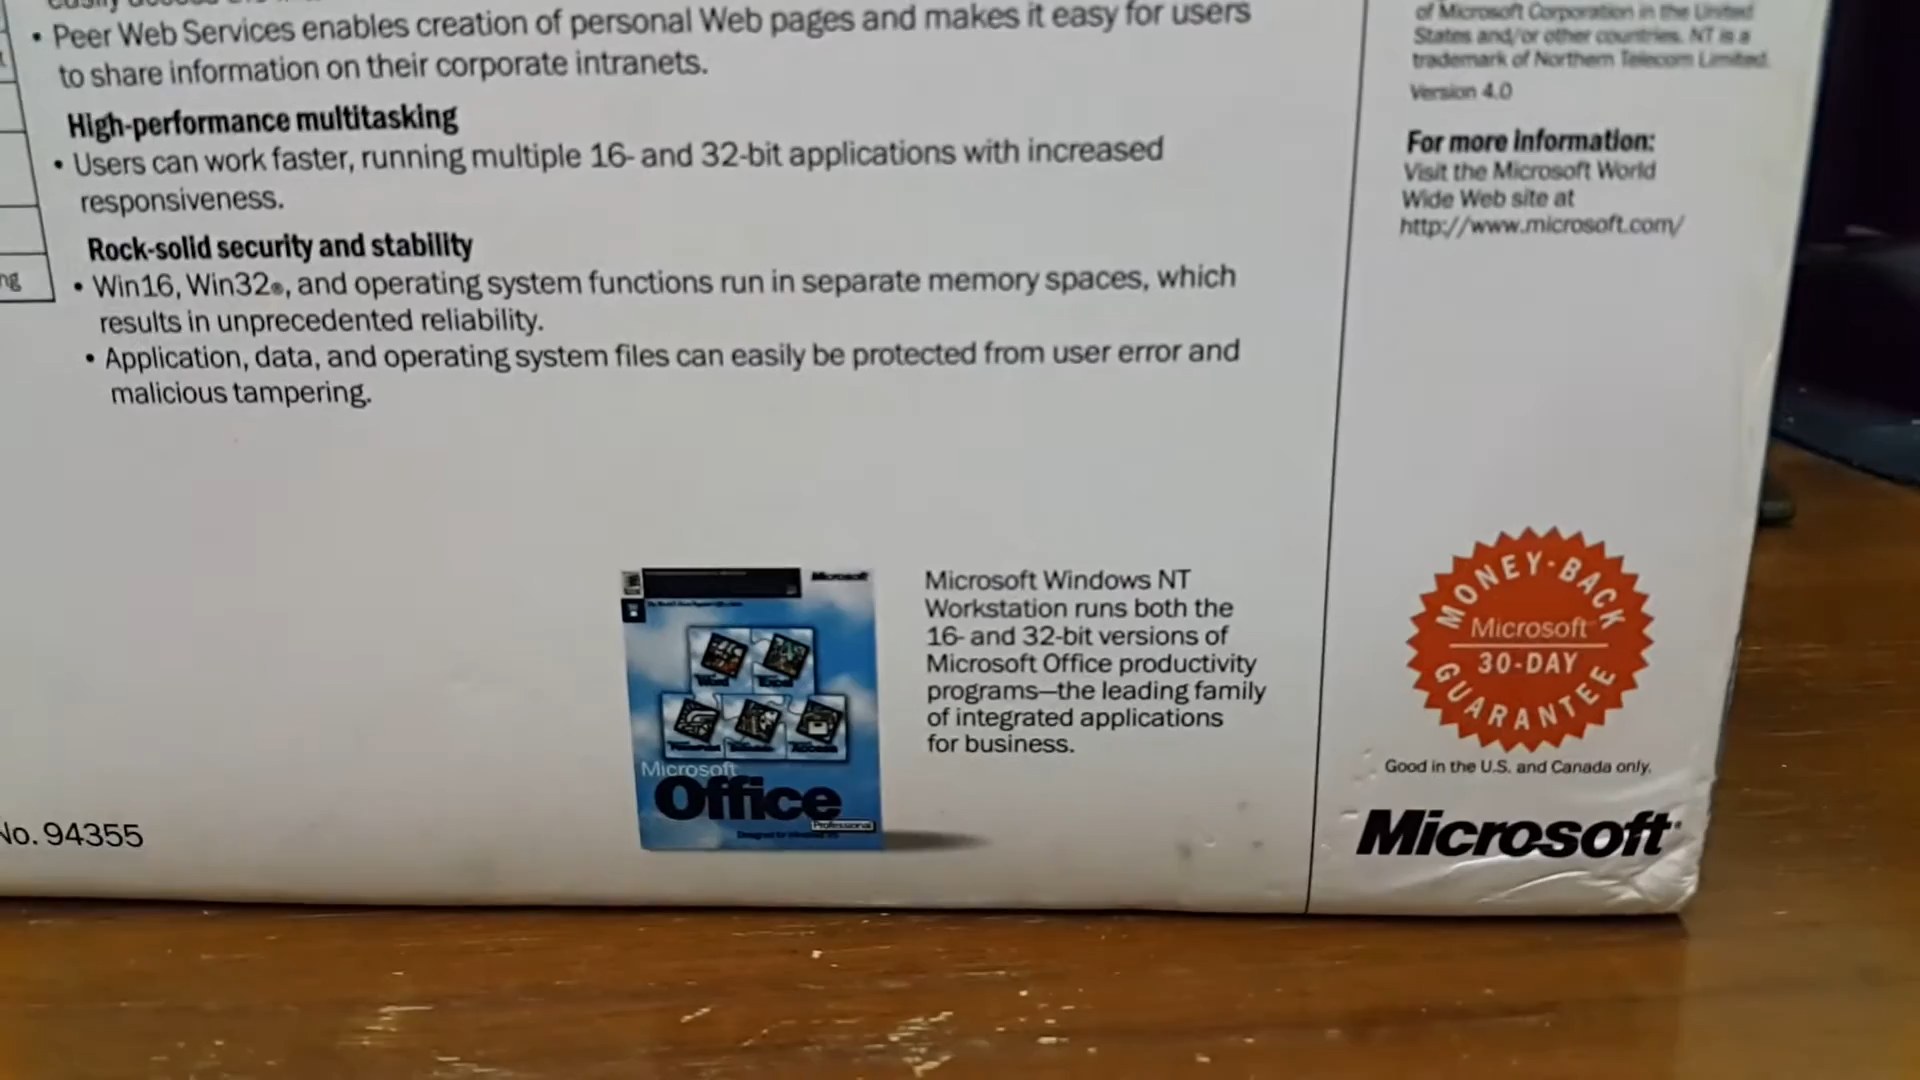 • Peer Web Services enables creation of personal Web pages and makes it easy for users
to share information on their corporate intranets.
High-performance multitasking
• Users can work faster, running multiple 16- and 32-bit applications with increased
responsiveness.
Rock-solid security and stability
• Win16, Win32®, and operating system functions run in separate memory spaces, which
results in unprecedented reliability.
• Application, data, and operating system files can easily be protected from user error and
malicious tampering.
ng
No. 94355
Microsoft
Word
Excel
PowerPoint
Access
Microsoft
Office
Professional
Microsoft Windows NT
Workstation runs both the
16- and 32-bit versions of
Microsoft Office productivity
programs—the leading family
of integrated applications
for business.
of Microsoft Corporation in the United
States and/or other countries. NT is a
trademark of Northern Telecom Limited.
Version 4.0
For more information:
Visit the Microsoft World
Wide Web site at
http://www.microsoft.com/
MONEY-BACK
Microsoft
30-DAY
GUARANTEE
Good in the U.S. and Canada only.
Microsoft